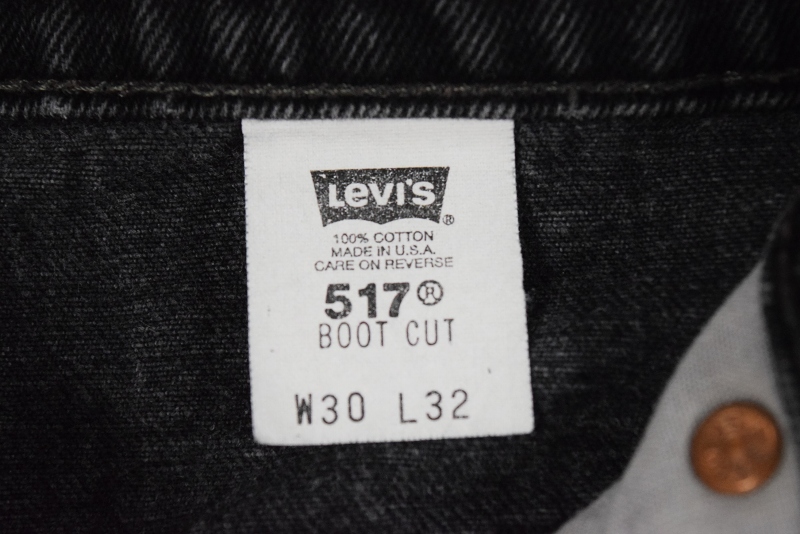 LEVI'S ®
100% COTTON
MADE IN U.S.A.
CARE ON REVERSE
517®
BOOT CUT
W30 L32